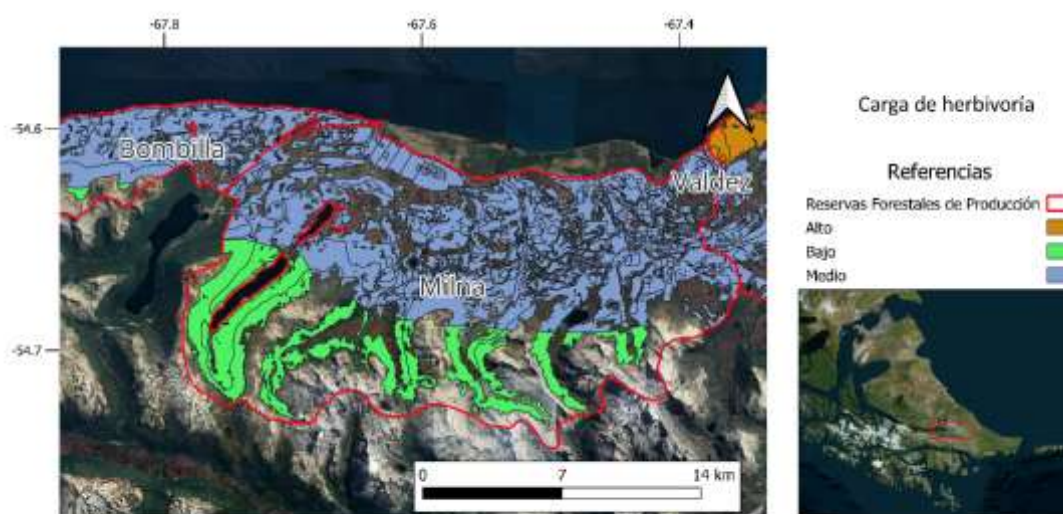 -67.8
-67.6
-67.4
-54.6
-54.7
Bombilla
Valdez
Milna
0
7
14 km
Carga de herbivoría
Referencias
Reservas Forestales de Producción
Alto
Bajo
Medio